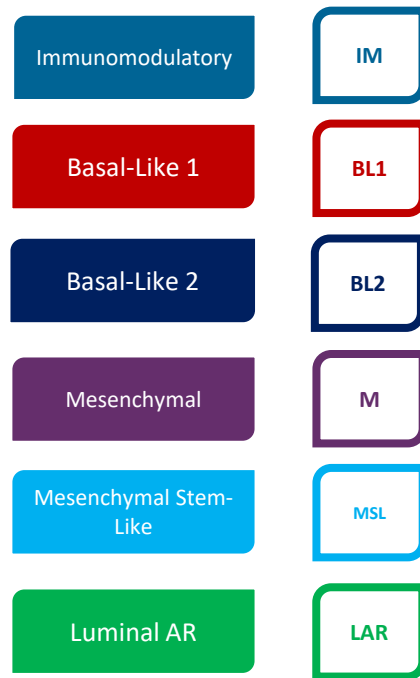 Immunomodulatory
IM
Basal-Like 1
BL1
Basal-Like 2
BL2
Mesenchymal
M
Mesenchymal Stem-
Like
MSL
Luminal AR
LAR